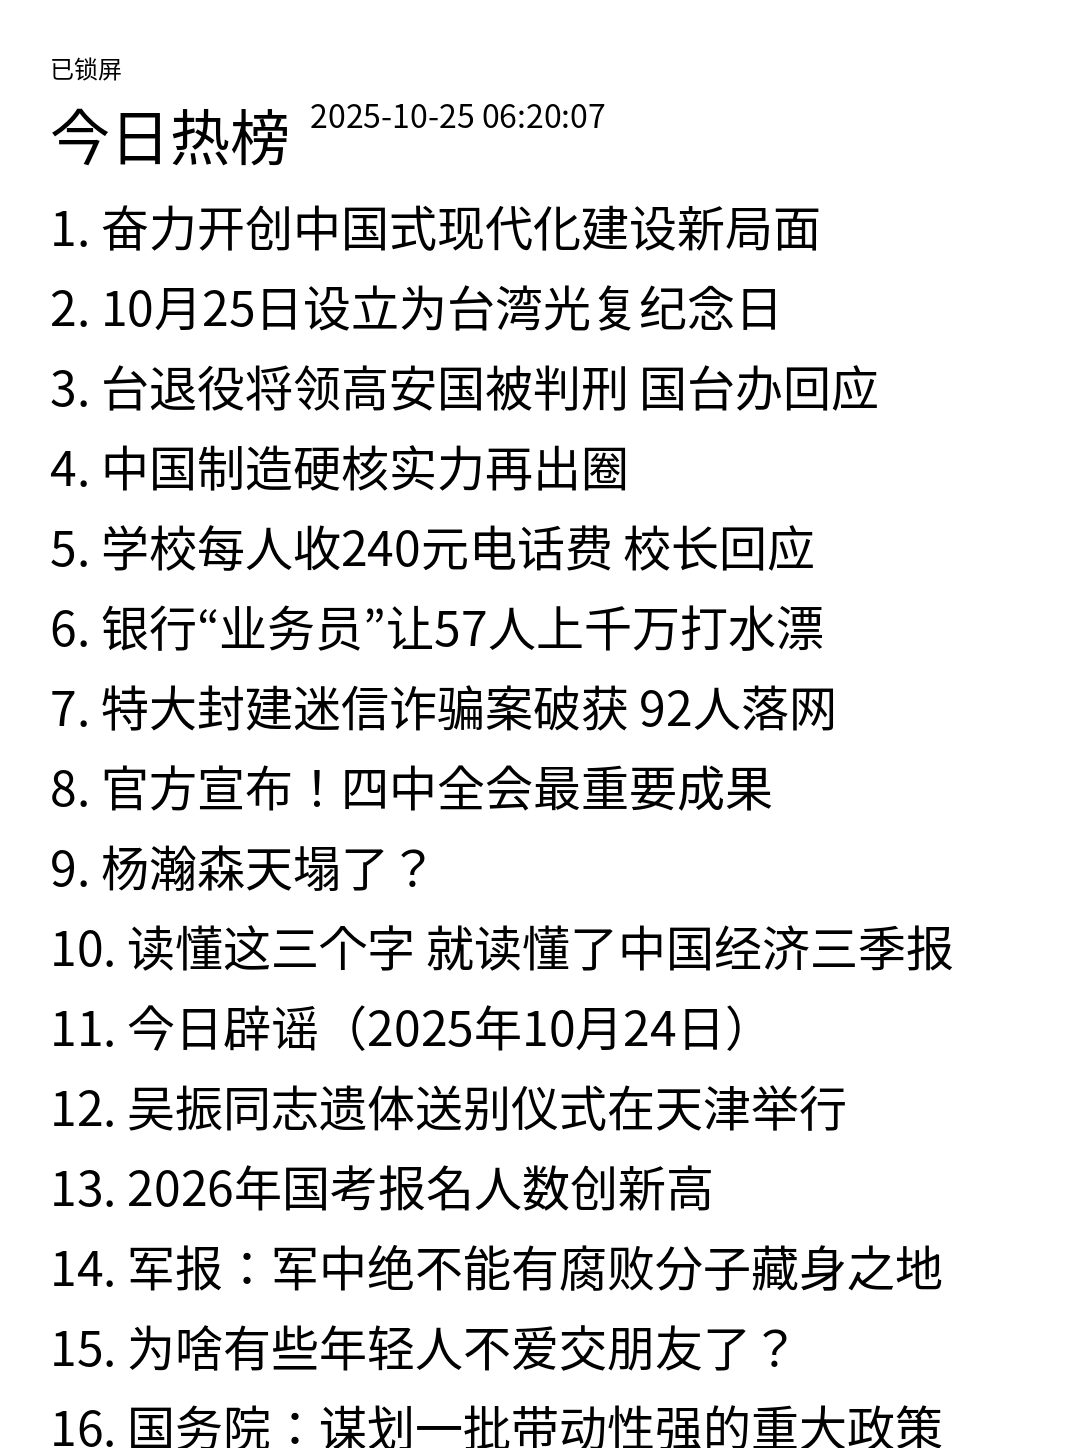 已锁屏
今日热榜 2025-10-25 06:20:07
1. 奋力开创中国式现代化建设新局面
2. 10月25日设立为台湾光复纪念日
3. 台退役将领高安国被判刑 国台办回应
4. 中国制造硬核实力再出圈
5. 学校每人收240元电话费 校长回应
6. 银行“业务员”让57人上千万打水漂
7. 特大封建迷信诈骗案破获 92人落网
8. 官方宣布！四中全会最重要成果
9. 杨瀚森天塌了？
10. 读懂这三个字 就读懂了中国经济三季报
11. 今日辟谣（2025年10月24日）
12. 吴振同志遗体送别仪式在天津举行
13. 2026年国考报名人数创新高
14. 军报：军中绝不能有腐败分子藏身之地
15. 为啥有些年轻人不爱交朋友了？
16. 国务院：谋划一批带动性强的重大政策